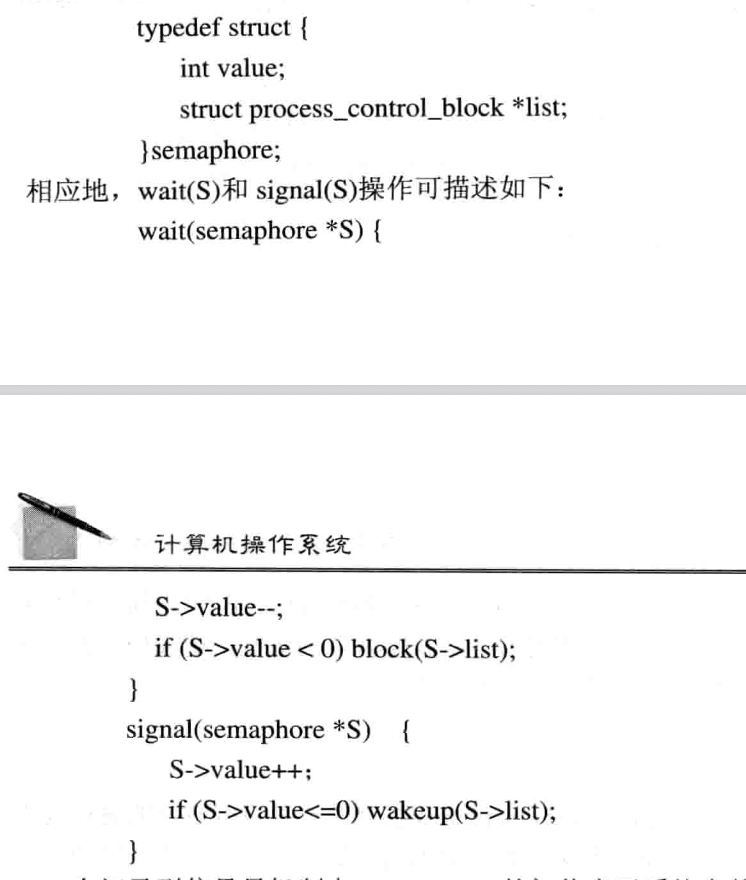 typedef struct {
int value;
struct process_control_block *list;
}semaphore;
相应地，wait(S)和 signal(S)操作可描述如下：
wait(semaphore *S) {
计算机操作系统
S->value--;
if (S->value < 0) block(S->list);
}
signal(semaphore *S) {
S->value++;
if (S->value<=0) wakeup(S->list);
}